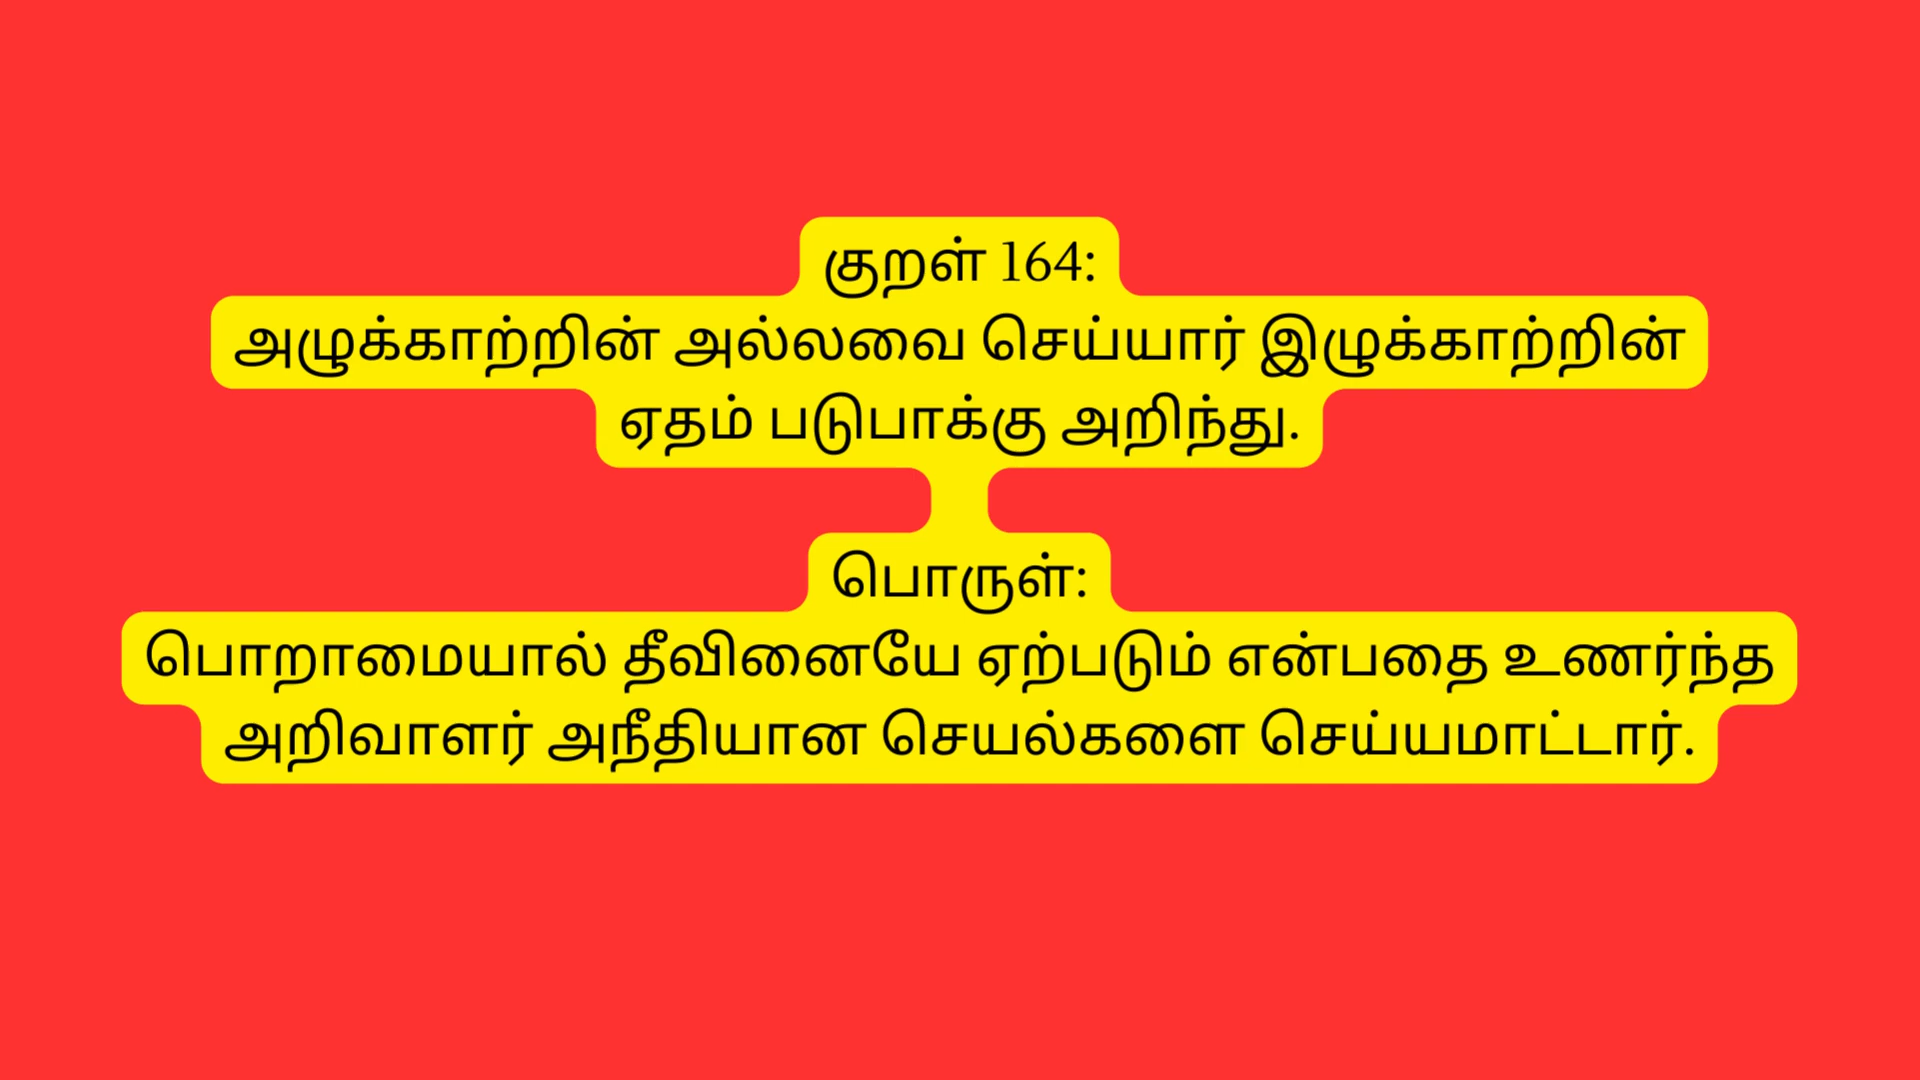 குறள் 164:
அழுக்காற்றின் அல்லவை செய்யார் இழுக்காற்றின்
ஏதம் படுபாக்கு அறிந்து.
பொருள்:
பொறாமையால் தீவினையே ஏற்படும் என்பதை உணர்ந்த
அறிவாளர் அநீதியான செயல்களை செய்யமாட்டார்.